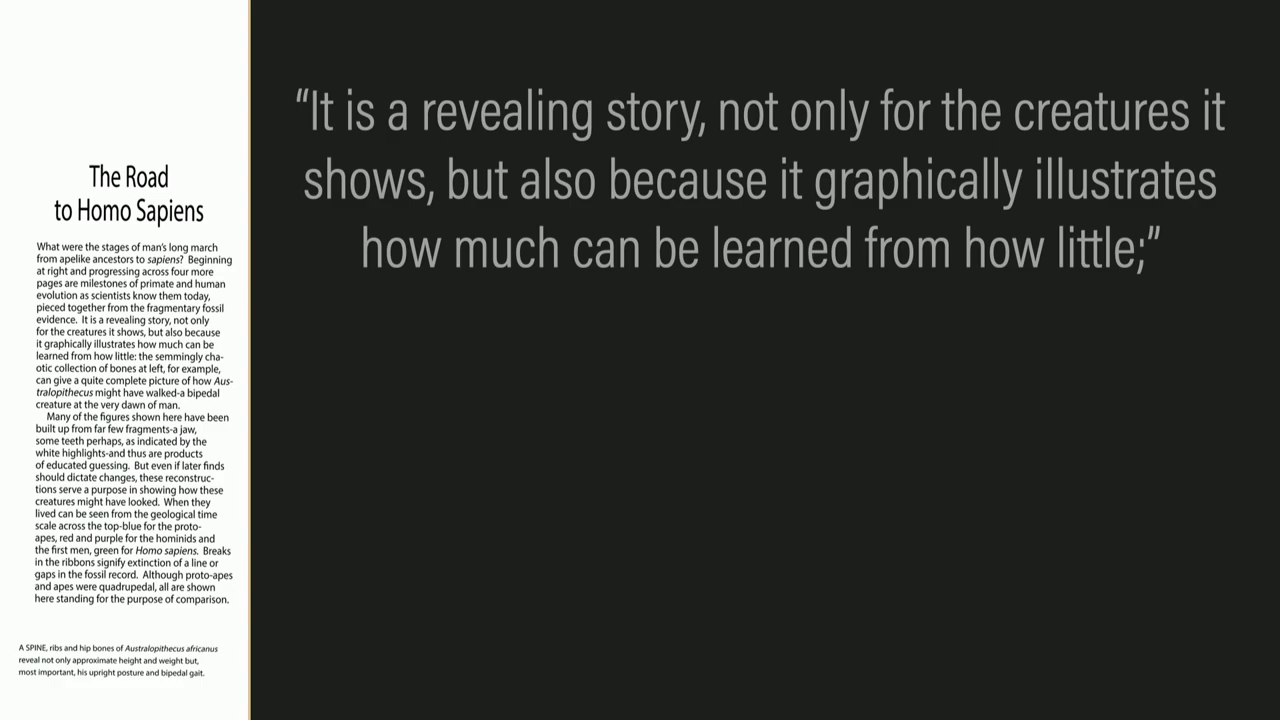 The Road
to Homo Sapiens
What were the stages of man's long march
from apelike ancestors to sapiens? Beginning
at right and progressing across four more
pages are milestones of primate and human
evolution as scientists know them today,
pieced together from the fragmentary fossil
evidence. It is a revealing story, not only
for the creatures it shows, but also because
it graphically illustrates how much can be
learned from how little: the semmingly cha-
otic collection of bones at left, for example,
can give a quite complete picture of how Aus-
tralopithecus might have walked-a bipedal
creature at the very dawn of man.
Many of the figures shown here have been
built up from far few fragments-a jaw,
some teeth perhaps, as indicated by the
white highlights-and thus are products
of educated guessing. But even if later finds
should dictate changes, these reconstruc-
tions serve a purpose in showing how these
creatures might have looked. When they
lived can be seen from the geological time
scale across the top-blue for the proto-
apes, red and purple for the hominids and
the first men, green for Homo sapiens. Breaks
in the ribbons signify extinction of a line or
gaps in the fossil record. Although proto-apes
and apes were quadrupedal, all are shown
here standing for the purpose of comparison.
A SPINE, ribs and hip bones of Australopithecus africanus
reveal not only approximate height and weight but,
most important, his upright posture and bipedal gait.
“It is a revealing story, not only for the creatures it
shows, but also because it graphically illustrates
how much can be learned from how little;”